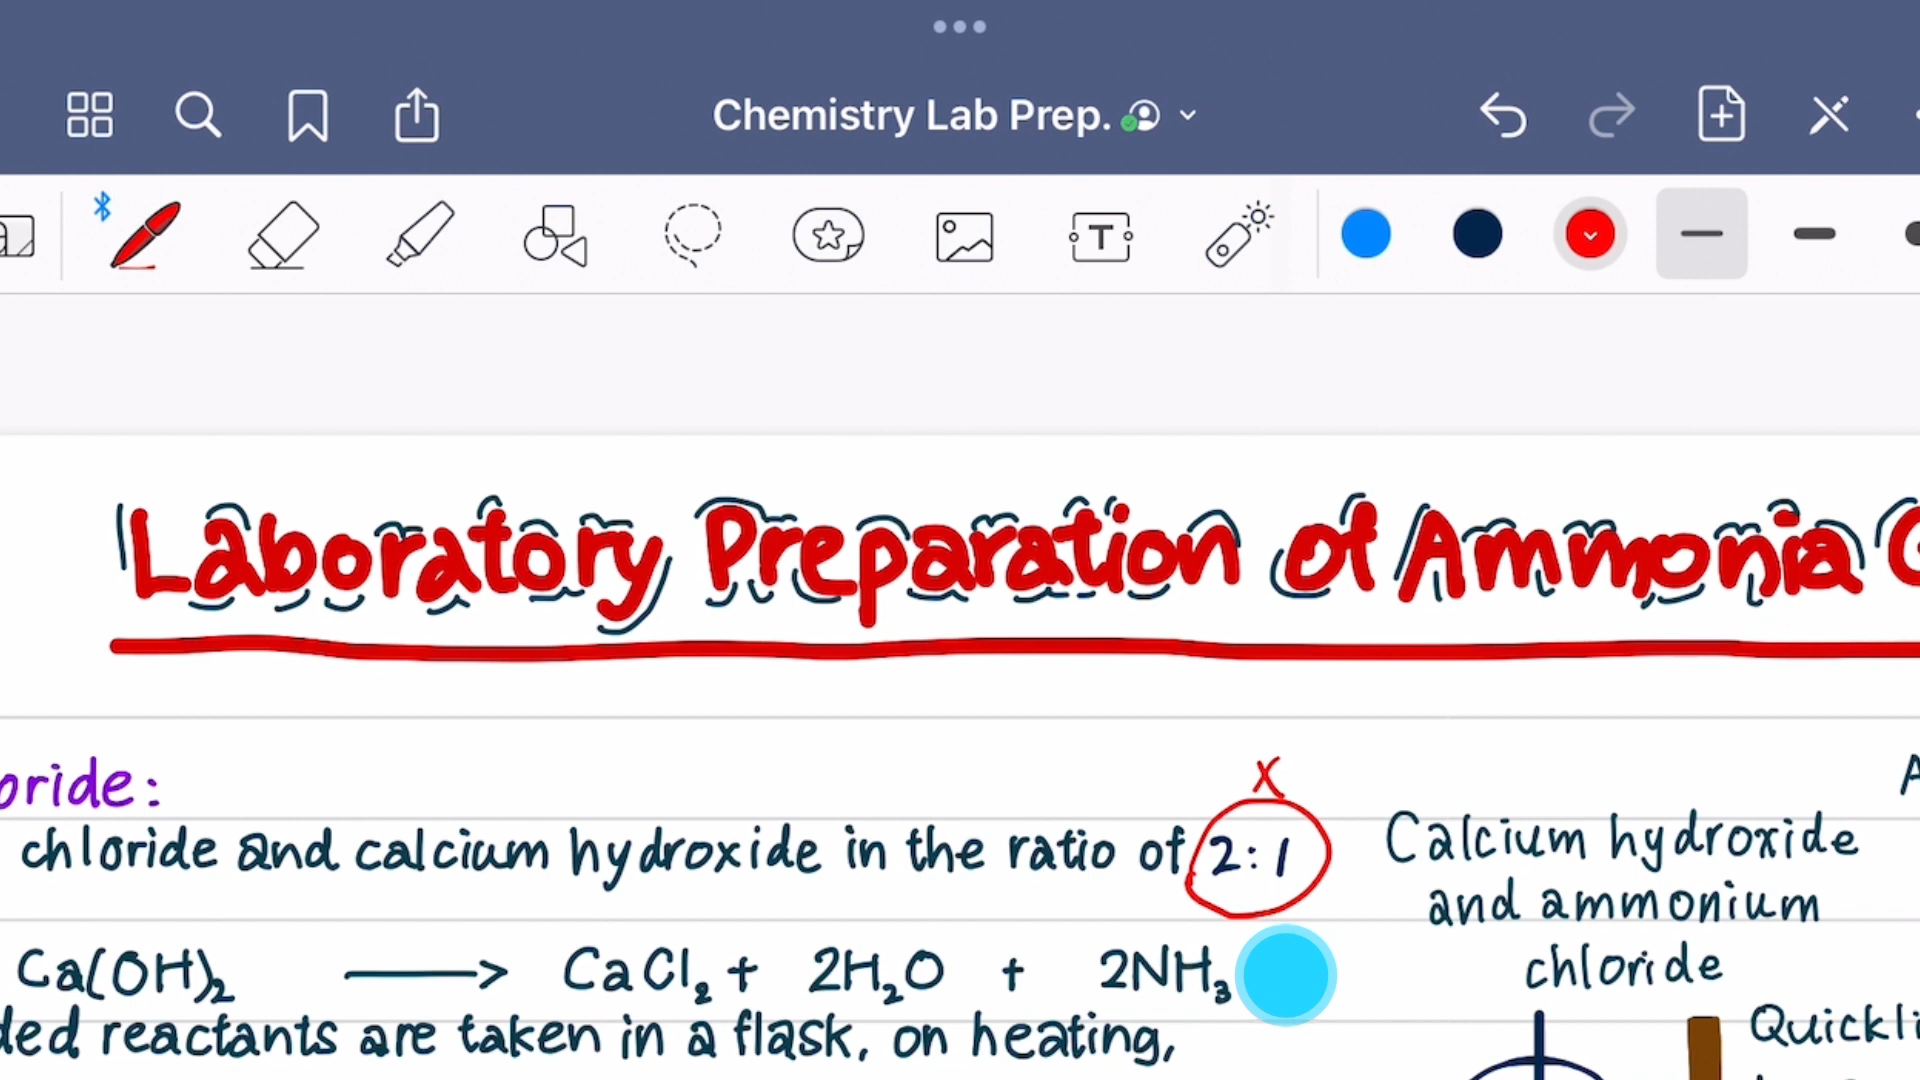 Chemistry Lab Prep.
T
Laboratory Preparation of Ammonia
oride:
X
chloride and calcium hydroxide in the ratio of 2:1
Ca(OH)₂ ⟶ CaCl₂ + 2H₂O + 2NH₃
ded reactants are taken in a flask, on heating,
A
Calcium hydroxide
and ammonium
chloride
Quickli